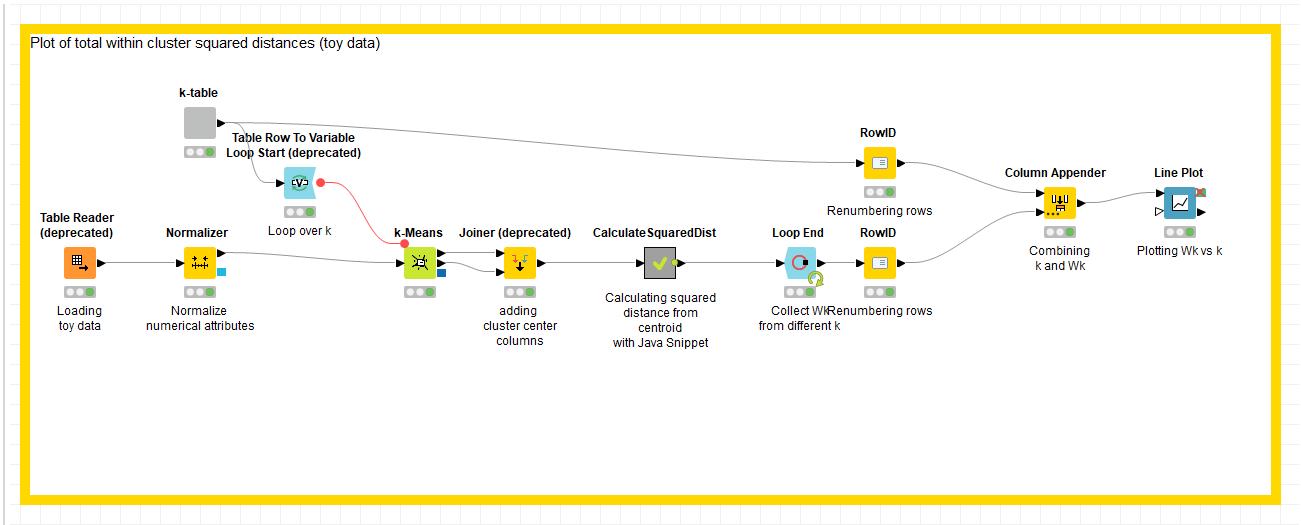 Plot of total within cluster squared distances (toy data)
k-table
Table Row To Variable
Loop Start (deprecated)
V
Loop over k
Table Reader
(deprecated)
Loading
toy data
Normalizer
Normalize
numerical attributes
k-Means
Joiner (deprecated)
adding
cluster center
columns
CalculateSquaredDist
Calculating squared
distance from
centroid
with Java Snippet
Loop End
Collect Wk
from different k
RowID
Renumbering rows
RowID
Renumbering rows
Column Appender
Combining
k and Wk
Line Plot
Plotting Wk vs k